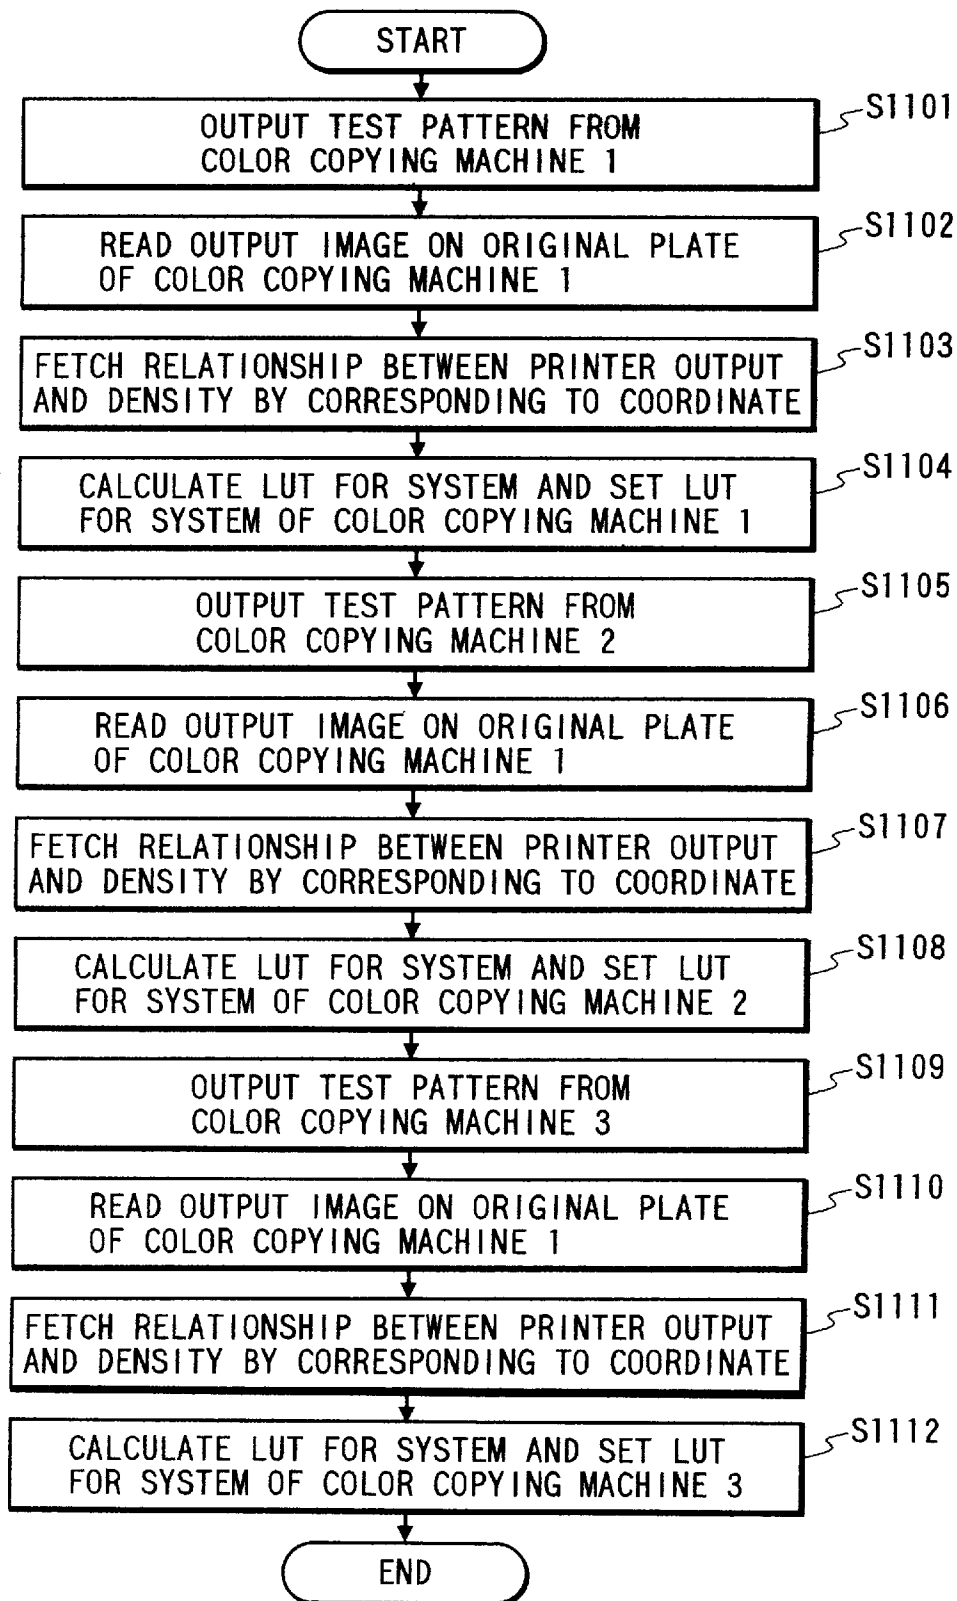 START
OUTPUT TEST PATTERN FROM
COLOR COPYING MACHINE 1
S1101
READ OUTPUT IMAGE ON ORIGINAL PLATE
OF COLOR COPYING MACHINE 1
S1102
FETCH RELATIONSHIP BETWEEN PRINTER OUTPUT
AND DENSITY BY CORRESPONDING TO COORDINATE
S1103
CALCULATE LUT FOR SYSTEM AND SET LUT
FOR SYSTEM OF COLOR COPYING MACHINE 1
S1104
OUTPUT TEST PATTERN FROM
COLOR COPYING MACHINE 2
S1105
READ OUTPUT IMAGE ON ORIGINAL PLATE
OF COLOR COPYING MACHINE 1
S1106
FETCH RELATIONSHIP BETWEEN PRINTER OUTPUT
AND DENSITY BY CORRESPONDING TO COORDINATE
S1107
CALCULATE LUT FOR SYSTEM AND SET LUT
FOR SYSTEM OF COLOR COPYING MACHINE 2
S1108
OUTPUT TEST PATTERN FROM
COLOR COPYING MACHINE 3
S1109
READ OUTPUT IMAGE ON ORIGINAL PLATE
OF COLOR COPYING MACHINE 1
S1110
FETCH RELATIONSHIP BETWEEN PRINTER OUTPUT
AND DENSITY BY CORRESPONDING TO COORDINATE
S1111
CALCULATE LUT FOR SYSTEM AND SET LUT
FOR SYSTEM OF COLOR COPYING MACHINE 3
S1112
END